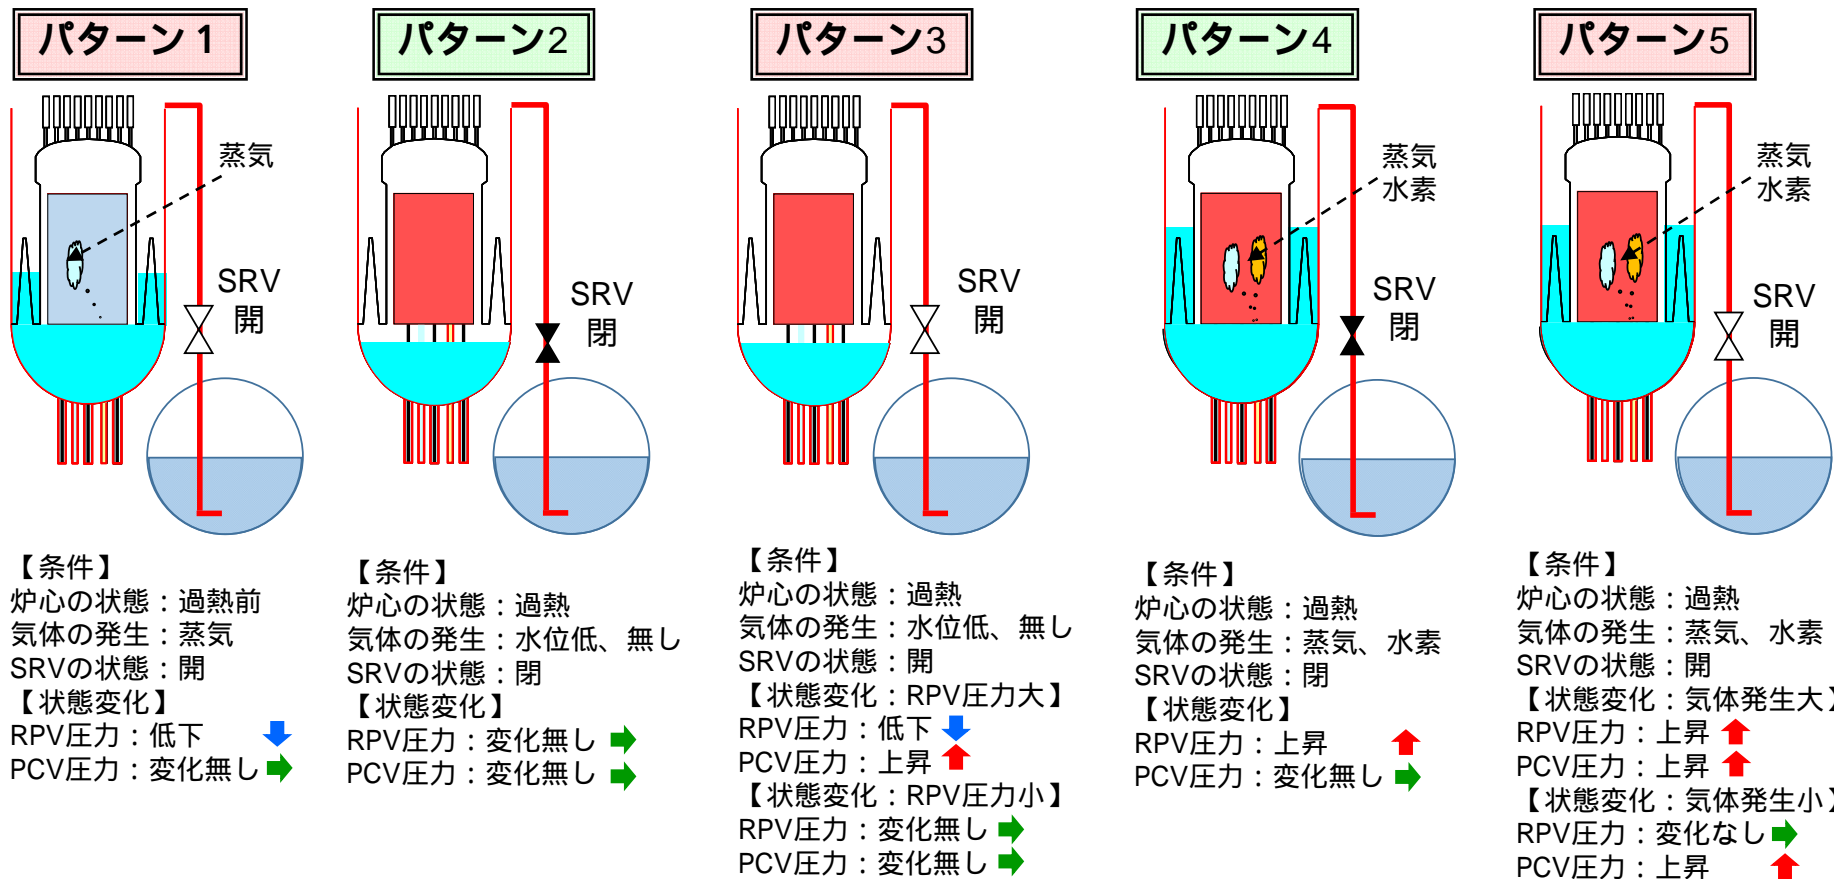 パターン1
蒸気
SRV
開
【条件】
炉心の状態：過熱前
気体の発生：蒸気
SRVの状態：開
【状態変化】
RPV圧力：低下
PCV圧力：変化無し
パターン2
SRV
閉
【条件】
炉心の状態：過熱
気体の発生：水位低、無し
SRVの状態：閉
【状態変化】
RPV圧力：変化無し
PCV圧力：変化無し
パターン3
SRV
開
【条件】
炉心の状態：過熱
気体の発生：水位低、無し
SRVの状態：開
【状態変化：RPV圧力大】
RPV圧力：低下
PCV圧力：上昇
【状態変化：RPV圧力小】
RPV圧力：変化無し
PCV圧力：変化無し
パターン4
蒸気
水素
SRV
閉
【条件】
炉心の状態：過熱
気体の発生：蒸気、水素
SRVの状態：閉
【状態変化】
RPV圧力：上昇
PCV圧力：変化無し
パターン5
蒸気
水素
SRV
開
【条件】
炉心の状態：過熱
気体の発生：蒸気、水素
SRVの状態：開
【状態変化：気体発生大】
RPV圧力：上昇
PCV圧力：上昇
【状態変化：気体発生小】
RPV圧力：変化なし
PCV圧力：上昇